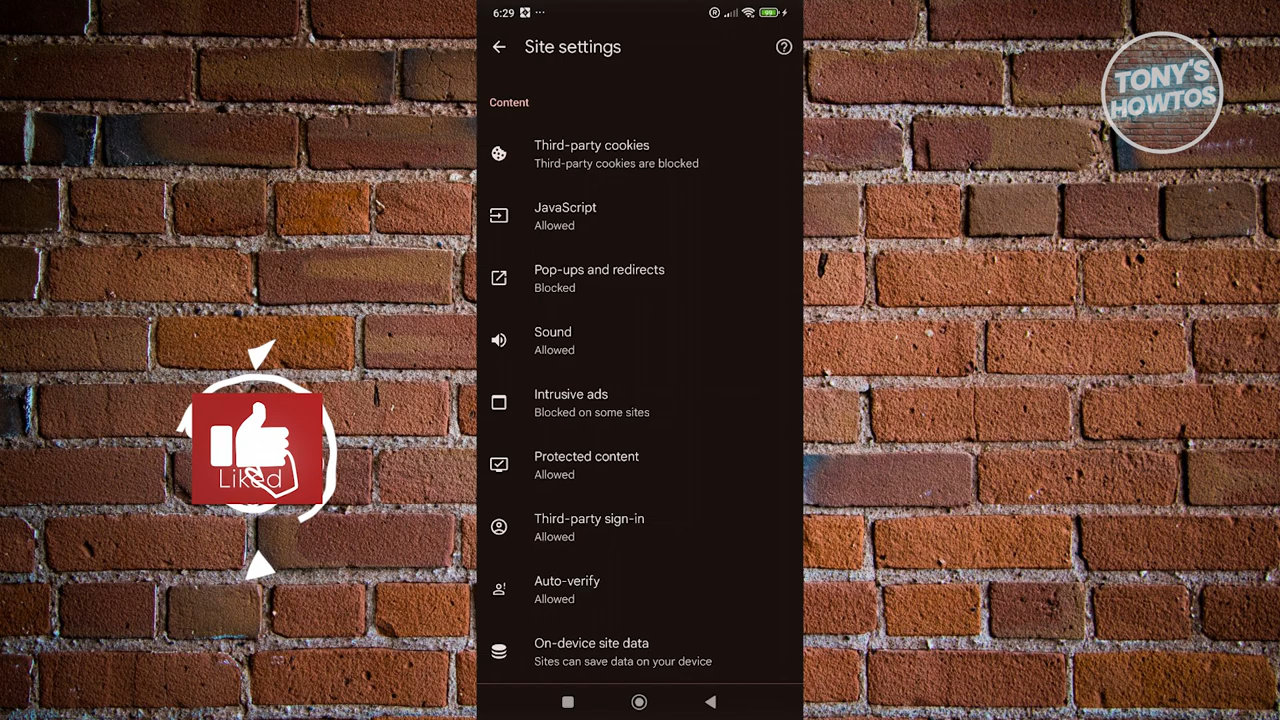 6:29
Site settings
TONY'S
HOWTOS
Content
Third-party cookies
Third-party cookies are blocked
JavaScript
Allowed
Pop-ups and redirects
Blocked
Sound
Allowed
Intrusive ads
Blocked on some sites
Liked
Protected content
Allowed
Third-party sign-in
Allowed
Auto-verify
Allowed
On-device site data
Sites can save data on your device